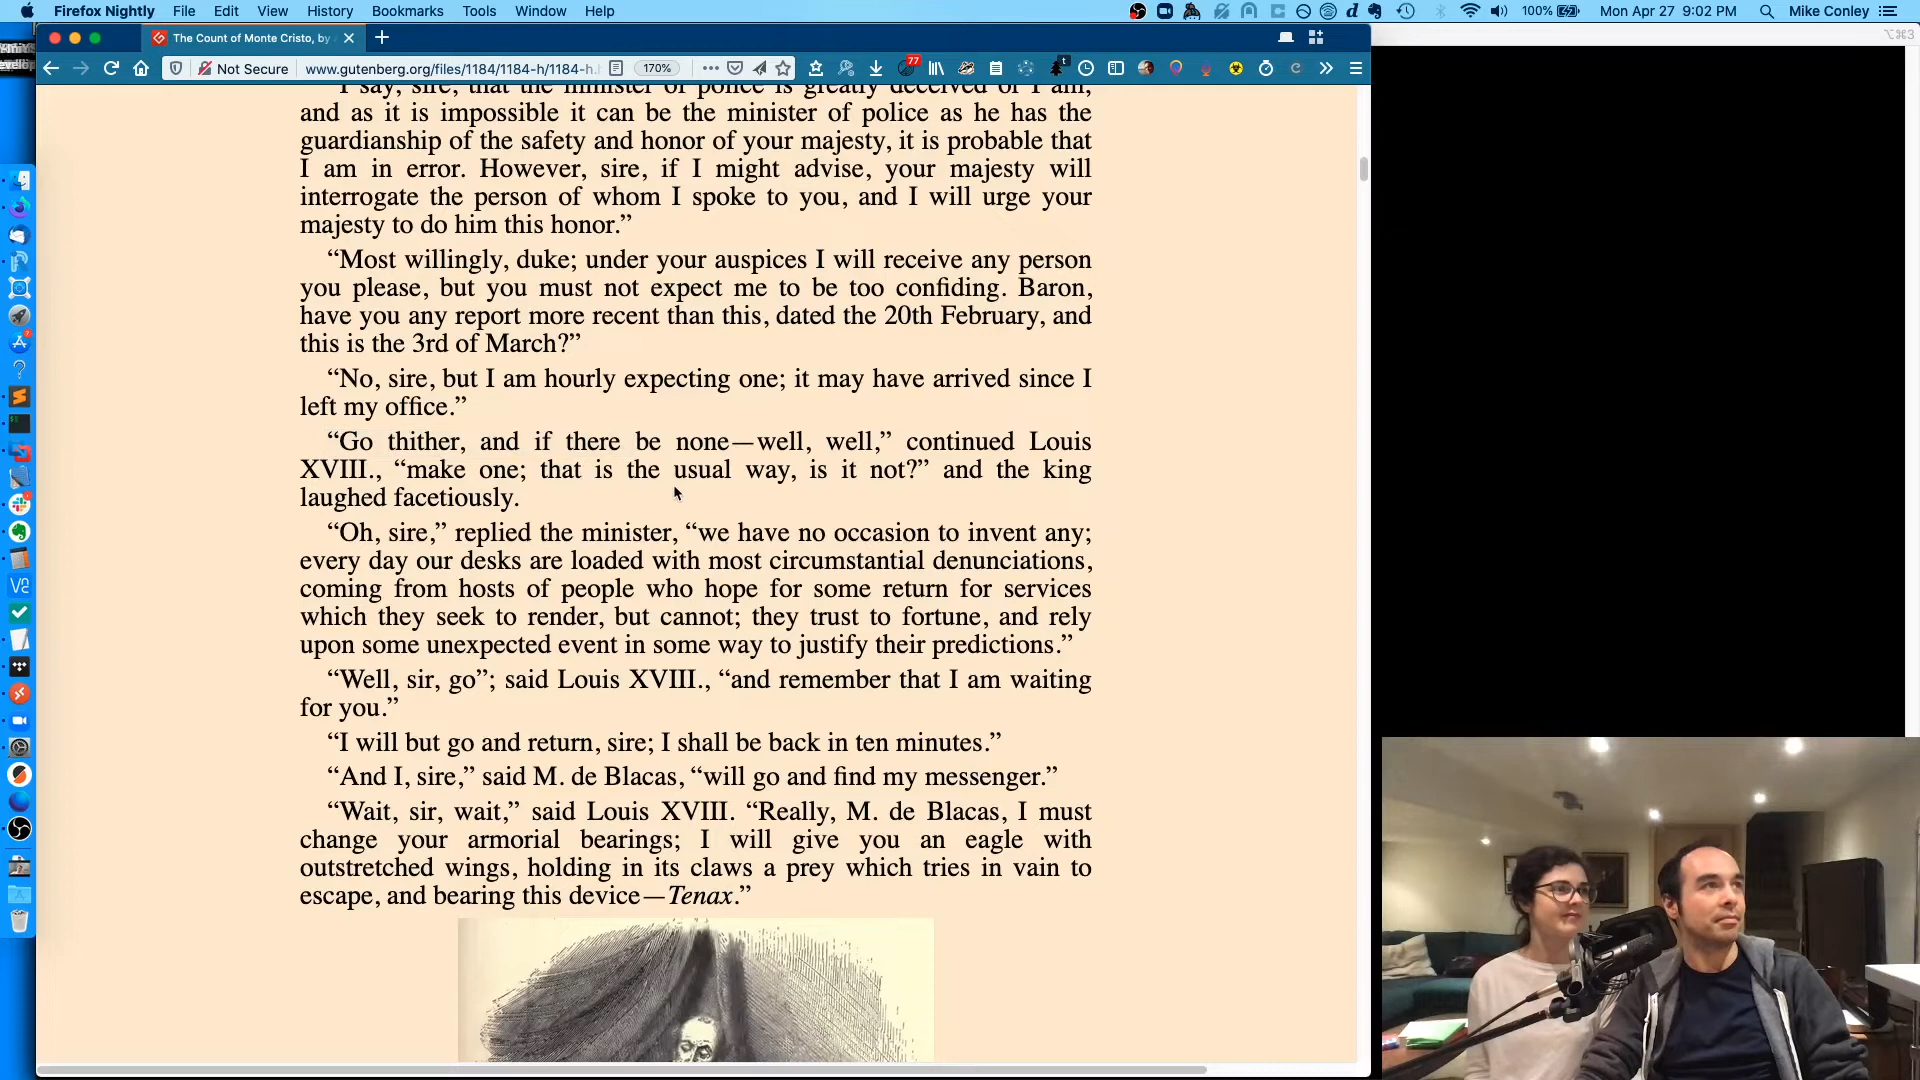 Firefox Nightly File Edit View History Bookmarks Tools Window Help 100% Mon Apr 27 9:02 PM Mike Conley
The Count of Monte Cristo, by
Not Secure www.gutenberg.org/files/1184/1184-h/1184-h. 170% 77
“I say, sire, that the minister of police is greatly deceived or I am,
and as it is impossible it can be the minister of police as he has the
guardianship of the safety and honor of your majesty, it is probable that
I am in error. However, sire, if I might advise, your majesty will
interrogate the person of whom I spoke to you, and I will urge your
majesty to do him this honor.”
“Most willingly, duke; under your auspices I will receive any person
you please, but you must not expect me to be too confiding. Baron,
have you any report more recent than this, dated the 20th February, and
this is the 3rd of March?”
“No, sire, but I am hourly expecting one; it may have arrived since I
left my office.”
“Go thither, and if there be none—well, well,” continued Louis
XVIII., “make one; that is the usual way, is it not?” and the king
laughed facetiously.
“Oh, sire,” replied the minister, “we have no occasion to invent any;
every day our desks are loaded with most circumstantial denunciations,
coming from hosts of people who hope for some return for services
which they seek to render, but cannot; they trust to fortune, and rely
upon some unexpected event in some way to justify their predictions.”
“Well, sir, go”; said Louis XVIII., “and remember that I am waiting
for you.”
“I will but go and return, sire; I shall be back in ten minutes.”
“And I, sire,” said M. de Blacas, “will go and find my messenger.”
“Wait, sir, wait,” said Louis XVIII. “Really, M. de Blacas, I must
change your armorial bearings; I will give you an eagle with
outstretched wings, holding in its claws a prey which tries in vain to
escape, and bearing this device—Tenax.”
⌥⌘3